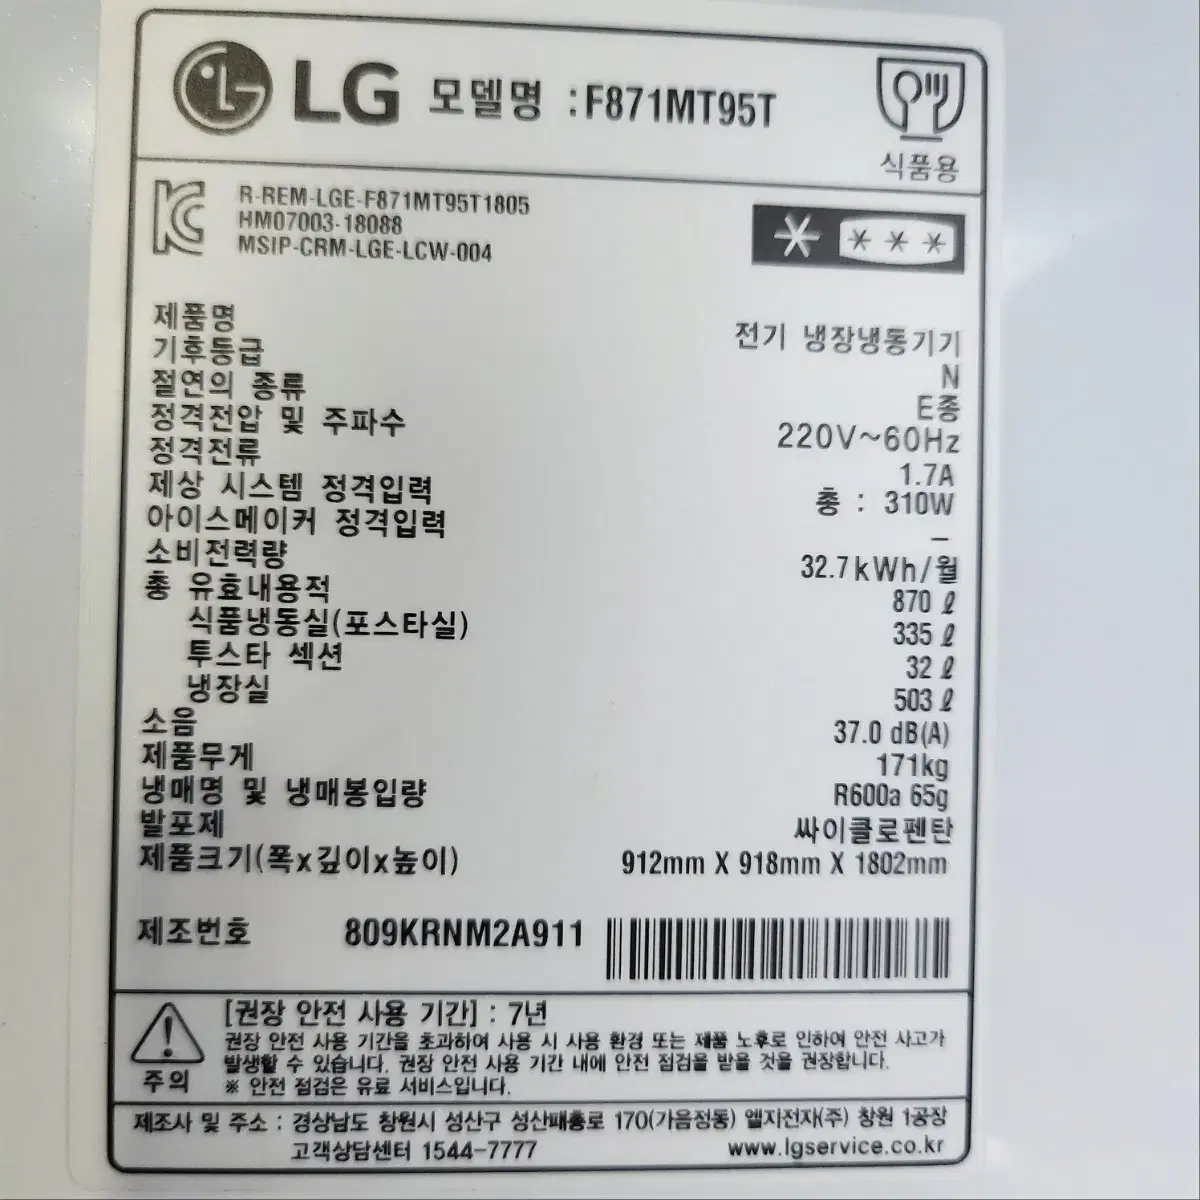 LG 모델명 : F871MT95T
식품용
R-REM-LGE-F871MT95T1805
HM07003-18088
MSIP-CRM-LGE-LCW-004
제품명 전기 냉장냉동기기
기후등급 N
절연의 종류 E종
정격전압 및 주파수 220V~60Hz
정격전류 1.7A
제상 시스템 정격입력 총 : 310W
아이스메이커 정격입력 –
소비전력량 32.7kWh/월
총 유효내용적 870 ℓ
식품냉동실(포스타실) 335 ℓ
투스타 섹션 32 ℓ
냉장실 503 ℓ
소음 37.0 dB(A)
제품무게 171kg
냉매명 및 냉매봉입량 R600a 65g
발포제 싸이클로펜탄
제품크기(폭x깊이x높이) 912mm X 918mm X 1802mm
제조번호 809KRNM2A911
[권장 안전 사용 기간] : 7년
권장 안전 사용 기간을 초과하여 사용 시 사용 환경 또는 제품 노후로 인하여 안전 사고가
발생할 수 있습니다. 권장 안전 사용 기간 내에 안전 점검을 받을 것을 권장합니다.
※ 안전 점검은 유료 서비스입니다.
주의
제조사 및 주소 : 경상남도 창원시 성산구 성산패총로 170(가음정동) 엘지전자(주) 창원 1공장
고객상담센터 1544-7777 www.lgservice.co.kr